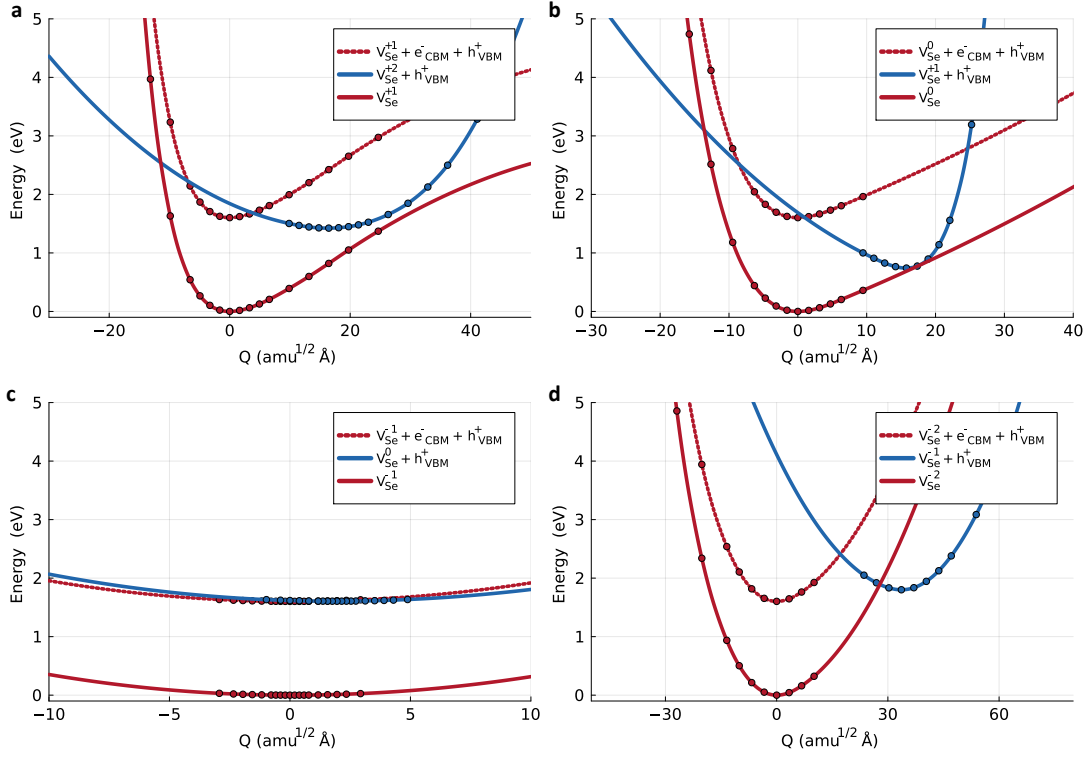 a
5
4
3
2
1
0
Energy (eV)
−20
0
20
40
Q (amu^1/2 Å)
V_Se^+1 + e^-_CBM + h^+_VBM
V_Se^+2 + h^+_VBM
V_Se^+1
b
5
4
3
2
1
0
Energy (eV)
−30
−20
−10
0
10
20
30
40
Q (amu^1/2 Å)
V_Se^0 + e^-_CBM + h^+_VBM
V_Se^+1 + h^+_VBM
V_Se^0
c
5
4
3
2
1
0
Energy (eV)
−10
−5
0
5
10
Q (amu^1/2 Å)
V_Se^-1 + e^-_CBM + h^+_VBM
V_Se^0 + h^+_VBM
V_Se^-1
d
5
4
3
2
1
0
Energy (eV)
−30
0
30
60
Q (amu^1/2 Å)
V_Se^-2 + e^-_CBM + h^+_VBM
V_Se^-1 + h^+_VBM
V_Se^-2